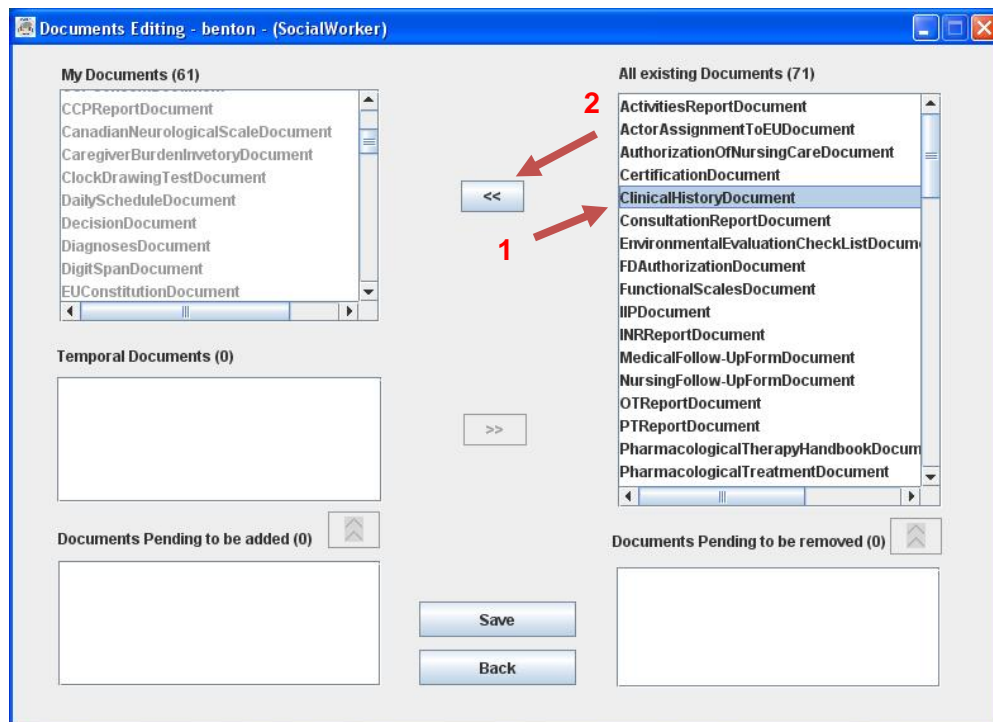 Documents Editing - benton - (SocialWorker)
My Documents (61)
CCPReportDocument
CanadianNeurologicalScaleDocument
CaregiverBurdenInvetoryDocument
ClockDrawingTestDocument
DailyScheduleDocument
DecisionDocument
DiagnosesDocument
DigitSpanDocument
EUConstitutionDocument
Temporal Documents (0)
Documents Pending to be added (0)
2
<<
1
>>
Save
Back
All existing Documents (71)
ActivitiesReportDocument
ActorAssignmentToEUDocument
AuthorizationOfNursingCareDocument
CertificationDocument
ClinicalHistoryDocument
ConsultationReportDocument
EnvironmentalEvaluationCheckListDocum
FDAuthorizationDocument
FunctionalScalesDocument
IIPDocument
INRReportDocument
MedicalFollow-UpFormDocument
NursingFollow-UpFormDocument
OTReportDocument
PTReportDocument
PharmacologicalTherapyHandbookDocum
PharmacologicalTreatmentDocument
Documents Pending to be removed (0)